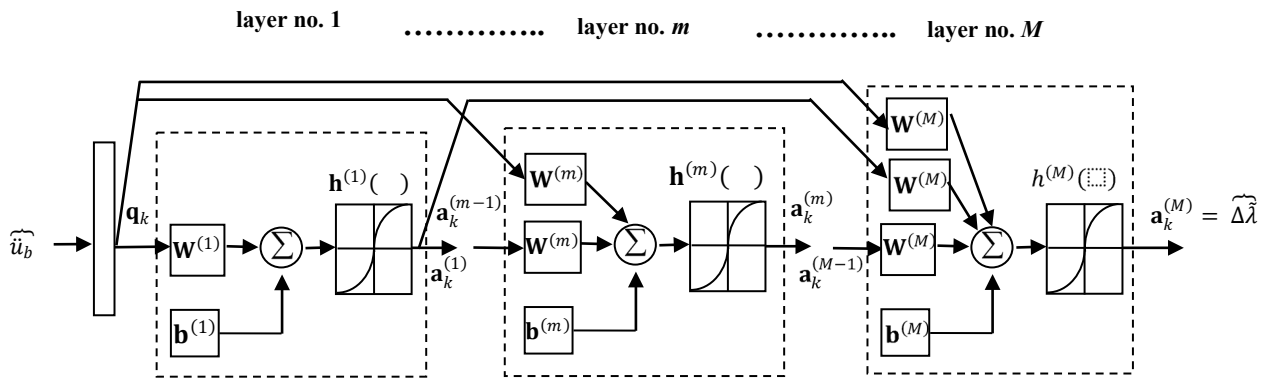 layer no. 1 ………….. layer no. m ………….. layer no. M
W^(M)
W^(m) W^(M) h^(M)(⬚)
h^(1)( ) h^(m)( )
q_k a_k^(m−1) a_k^(m) a_k^(M) = Δλ̂
ü_b W^(1) Σ W^(m) Σ W^(M) Σ
a_k^(1) a_k^(M−1)
b^(1) b^(m) b^(M)